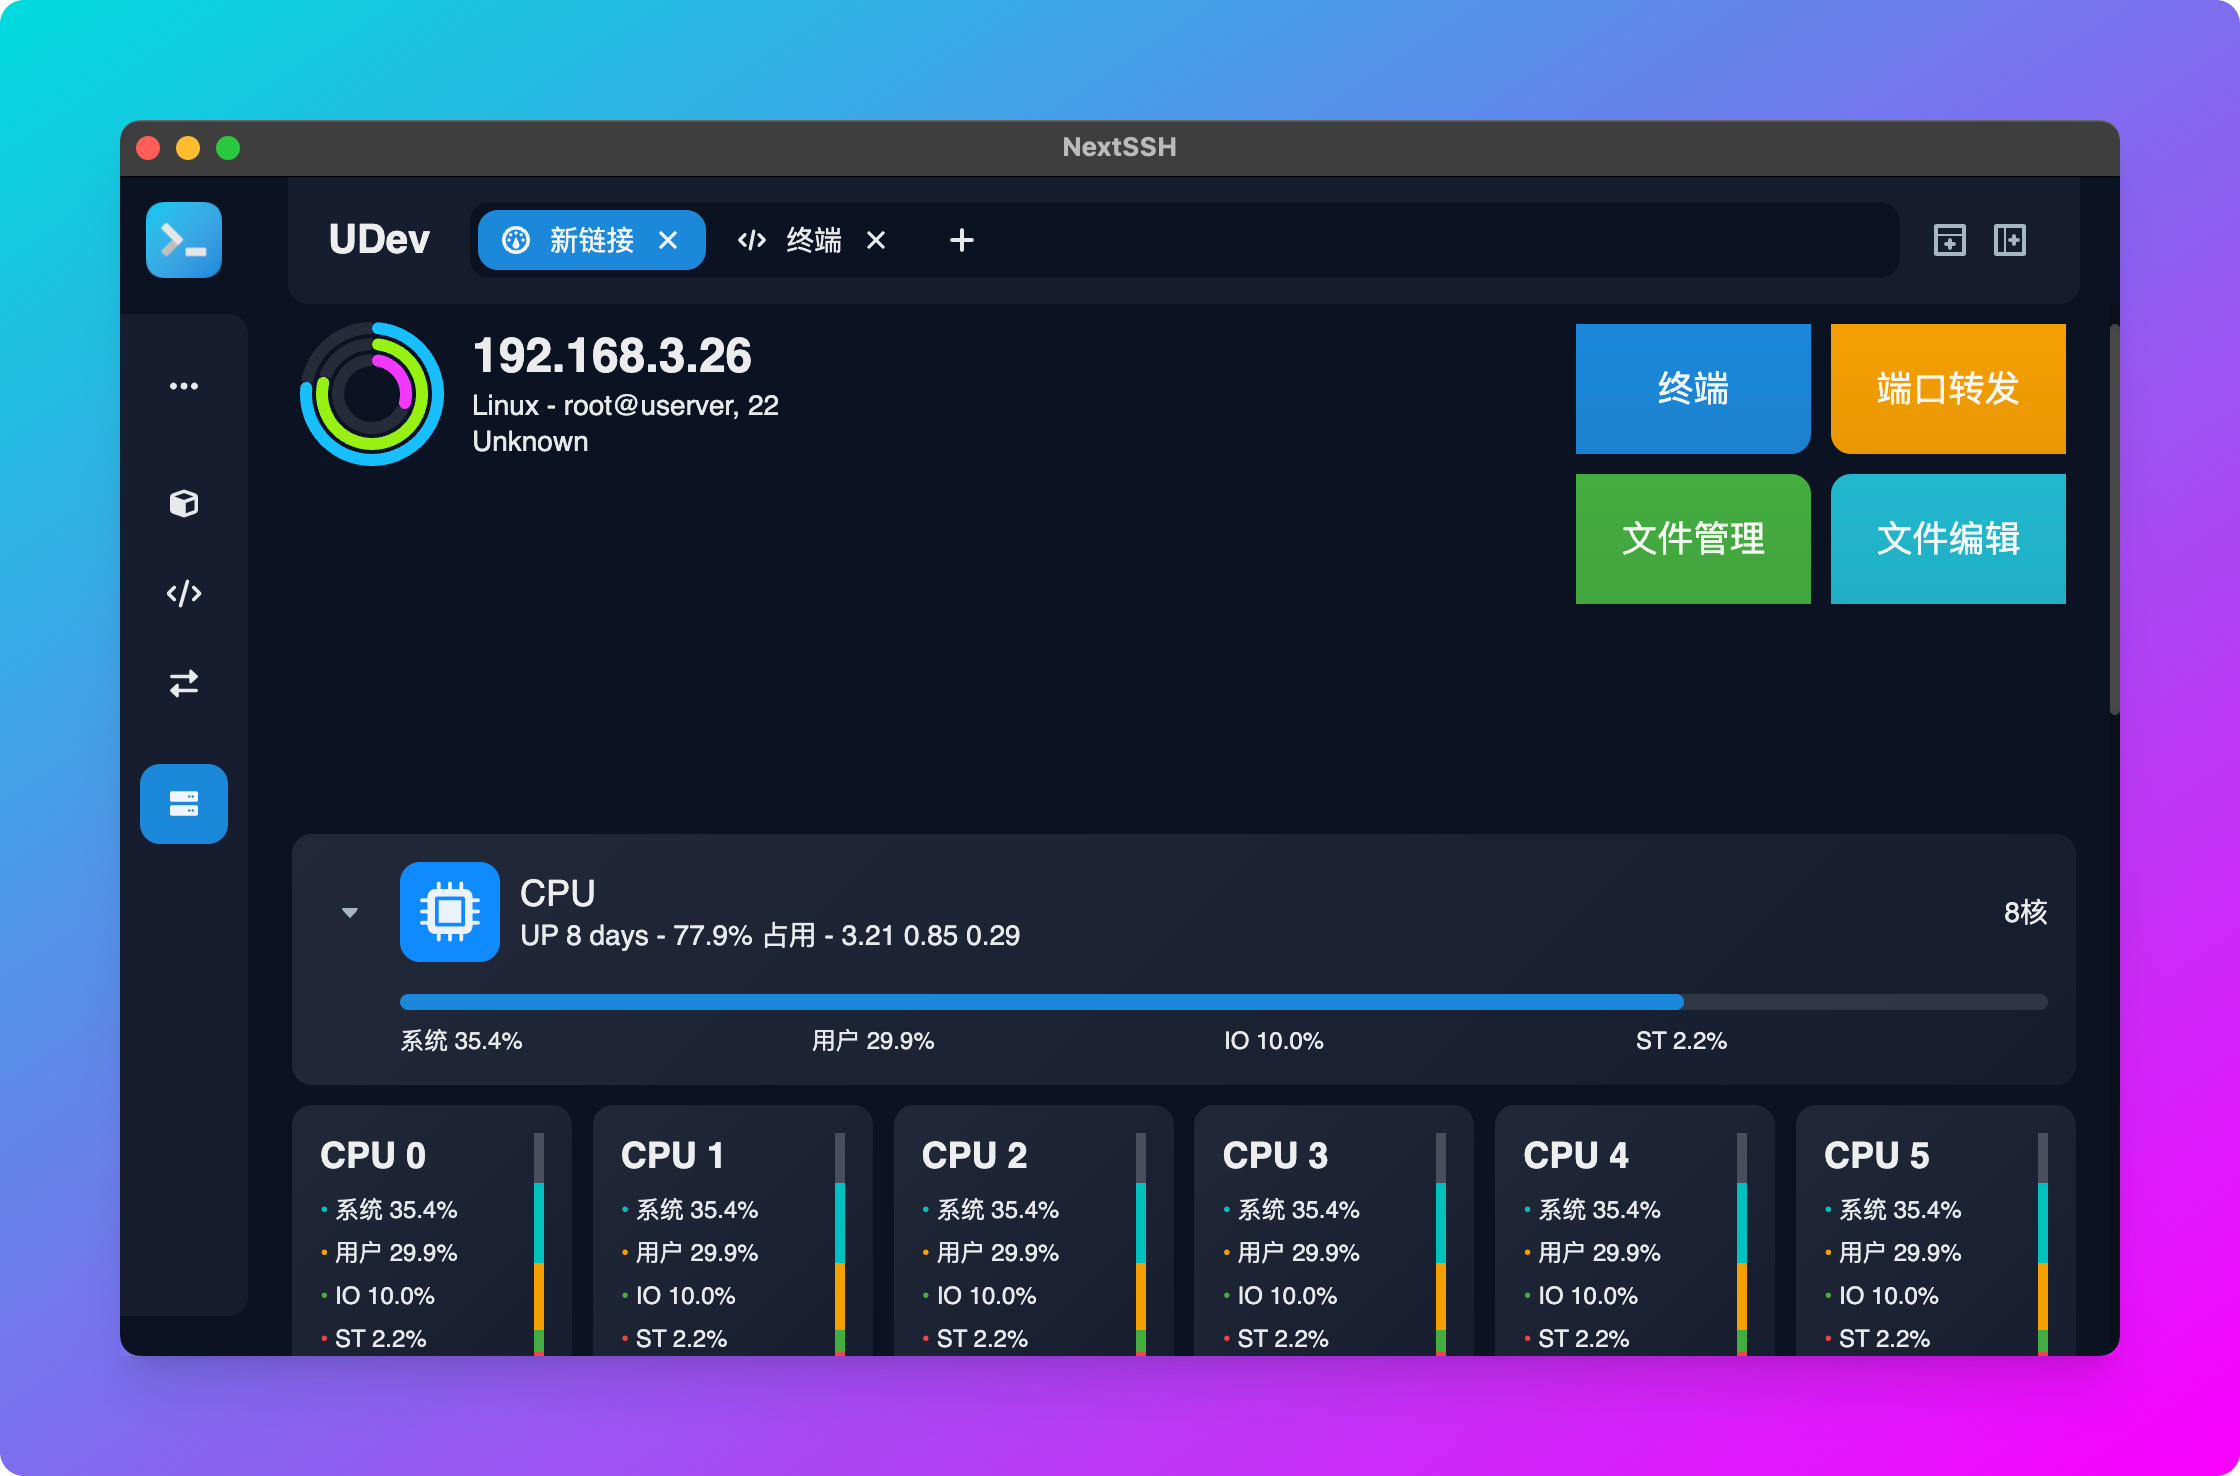 NextSSH
UDev
新链接
终端
192.168.3.26
Linux - root@userver, 22
Unknown
终端
端口转发
文件管理
文件编辑
CPU
UP 8 days - 77.9% 占用 - 3.21 0.85 0.29
8核
系统 35.4%
用户 29.9%
IO 10.0%
ST 2.2%
CPU 0
系统 35.4%
用户 29.9%
IO 10.0%
ST 2.2%
CPU 1
系统 35.4%
用户 29.9%
IO 10.0%
ST 2.2%
CPU 2
系统 35.4%
用户 29.9%
IO 10.0%
ST 2.2%
CPU 3
系统 35.4%
用户 29.9%
IO 10.0%
ST 2.2%
CPU 4
系统 35.4%
用户 29.9%
IO 10.0%
ST 2.2%
CPU 5
系统 35.4%
用户 29.9%
IO 10.0%
ST 2.2%